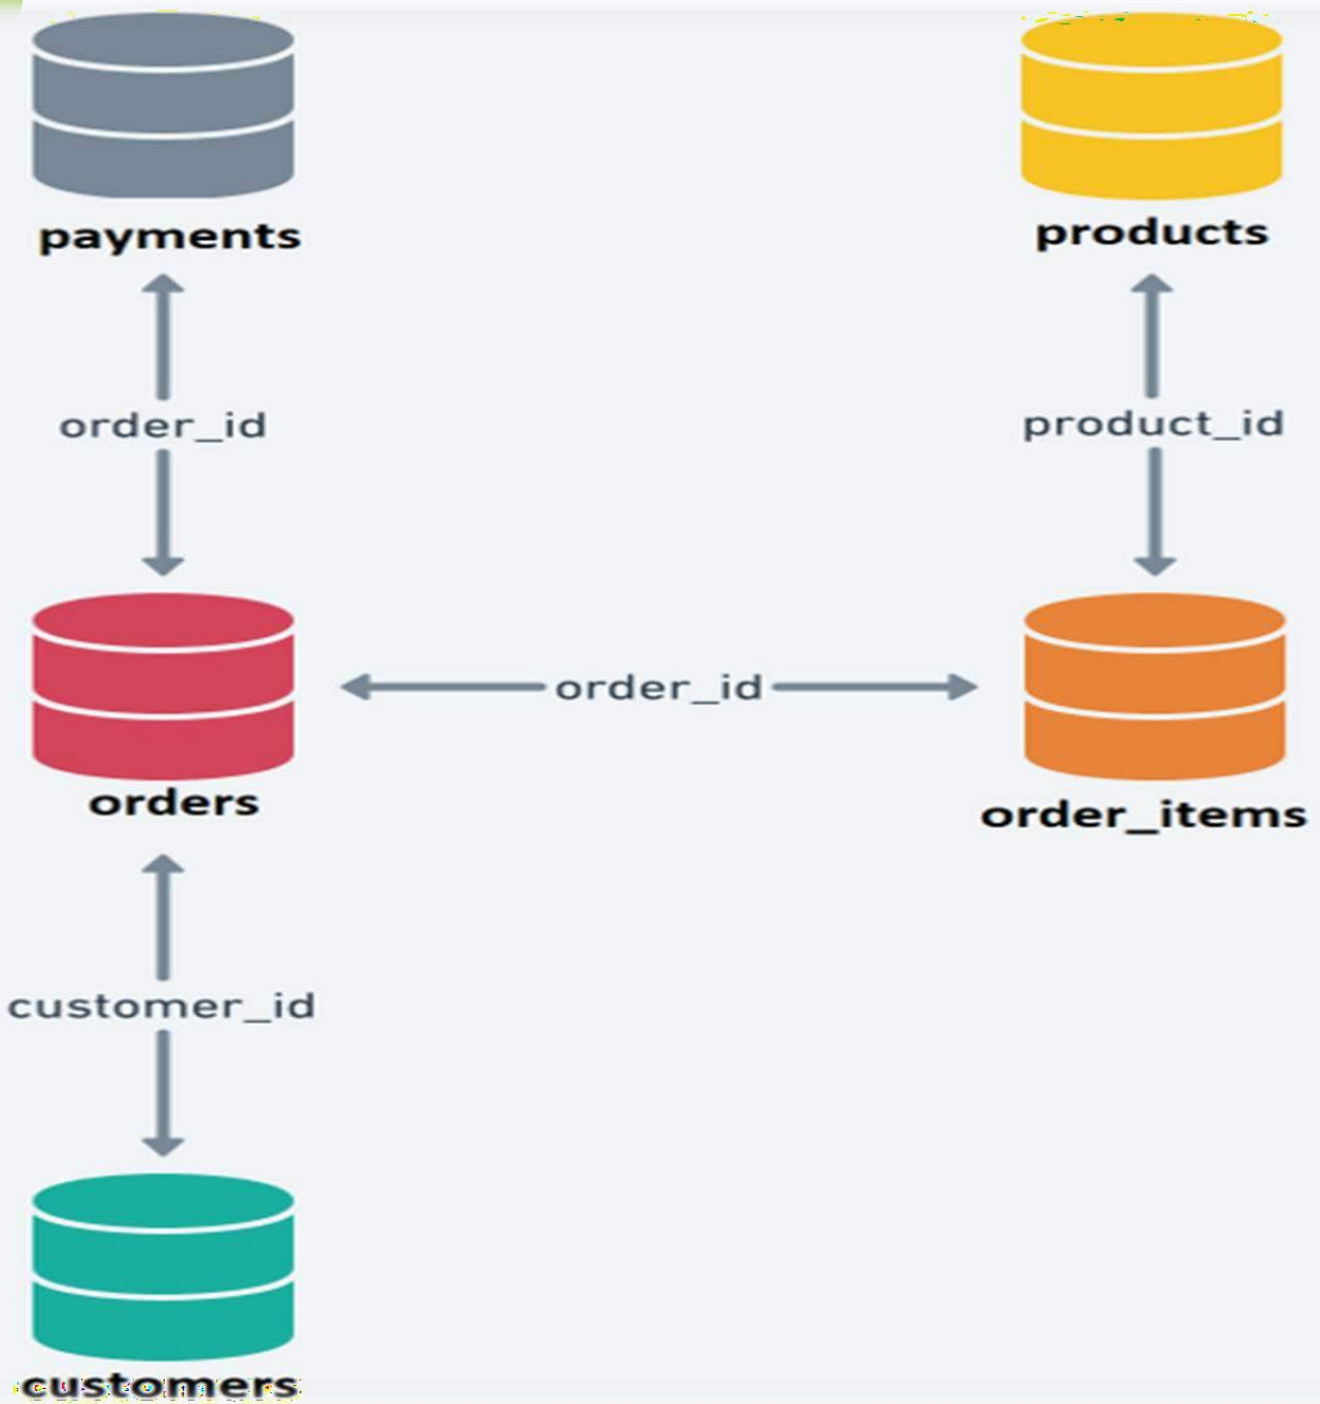 payments
products
order_id
product_id
order_id
orders
order_items
customer_id
customers